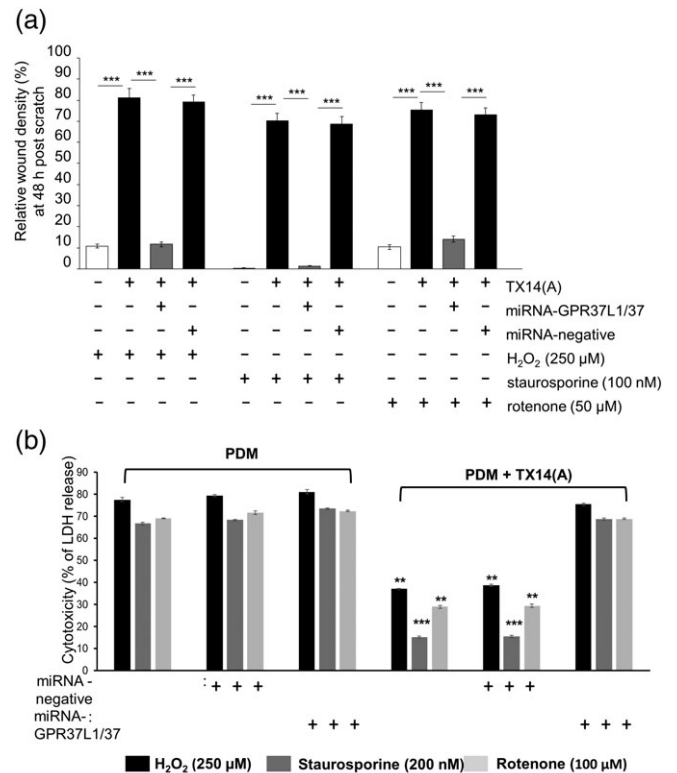 (a)
Relative wound density (%)
at 48 h post scratch
100
90
80
70
60
50
40
30
20
10
0
*** *** *** *** *** *** *** *** ***
– + + + – + + + – + + + TX14(A)
– – + – – – + – – – + – miRNA-GPR37L1/37
– – – + – – – + – – – + miRNA-negative
+ + + + – – – – – – – – H₂O₂ (250 µM)
– – – – + + + + – – – – staurosporine (100 nM)
– – – – – – – – + + + + rotenone (50 µM)
(b)
PDM
PDM + TX14(A)
Cytotoxicity (% of LDH release)
90
80
70
60
50
40
30
20
10
0
** *** ** ** *** **
miRNA - negative : + + + + + +
miRNA- : GPR37L1/37 + + + + + +
H₂O₂ (250 µM) Staurosporine (200 nM) Rotenone (100 µM)